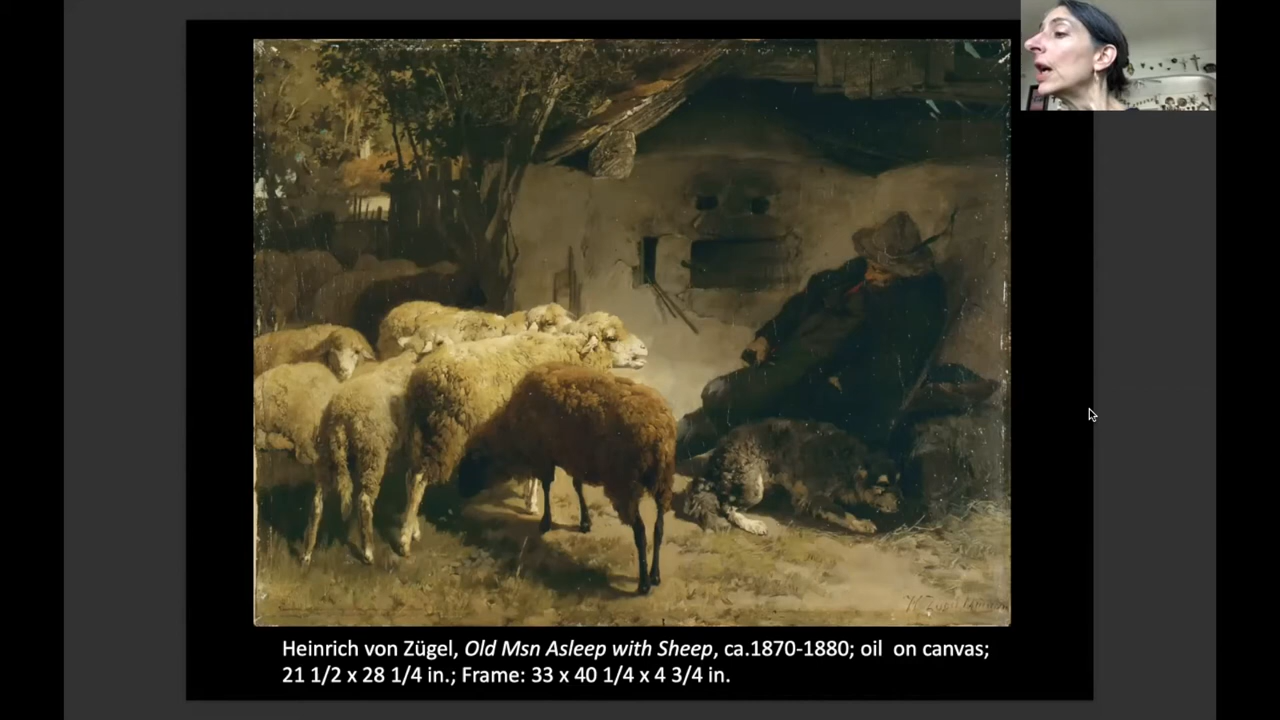 Heinrich von Zügel, Old Msn Asleep with Sheep, ca.1870-1880; oil on canvas;
21 1/2 x 28 1/4 in.; Frame: 33 x 40 1/4 x 4 3/4 in.